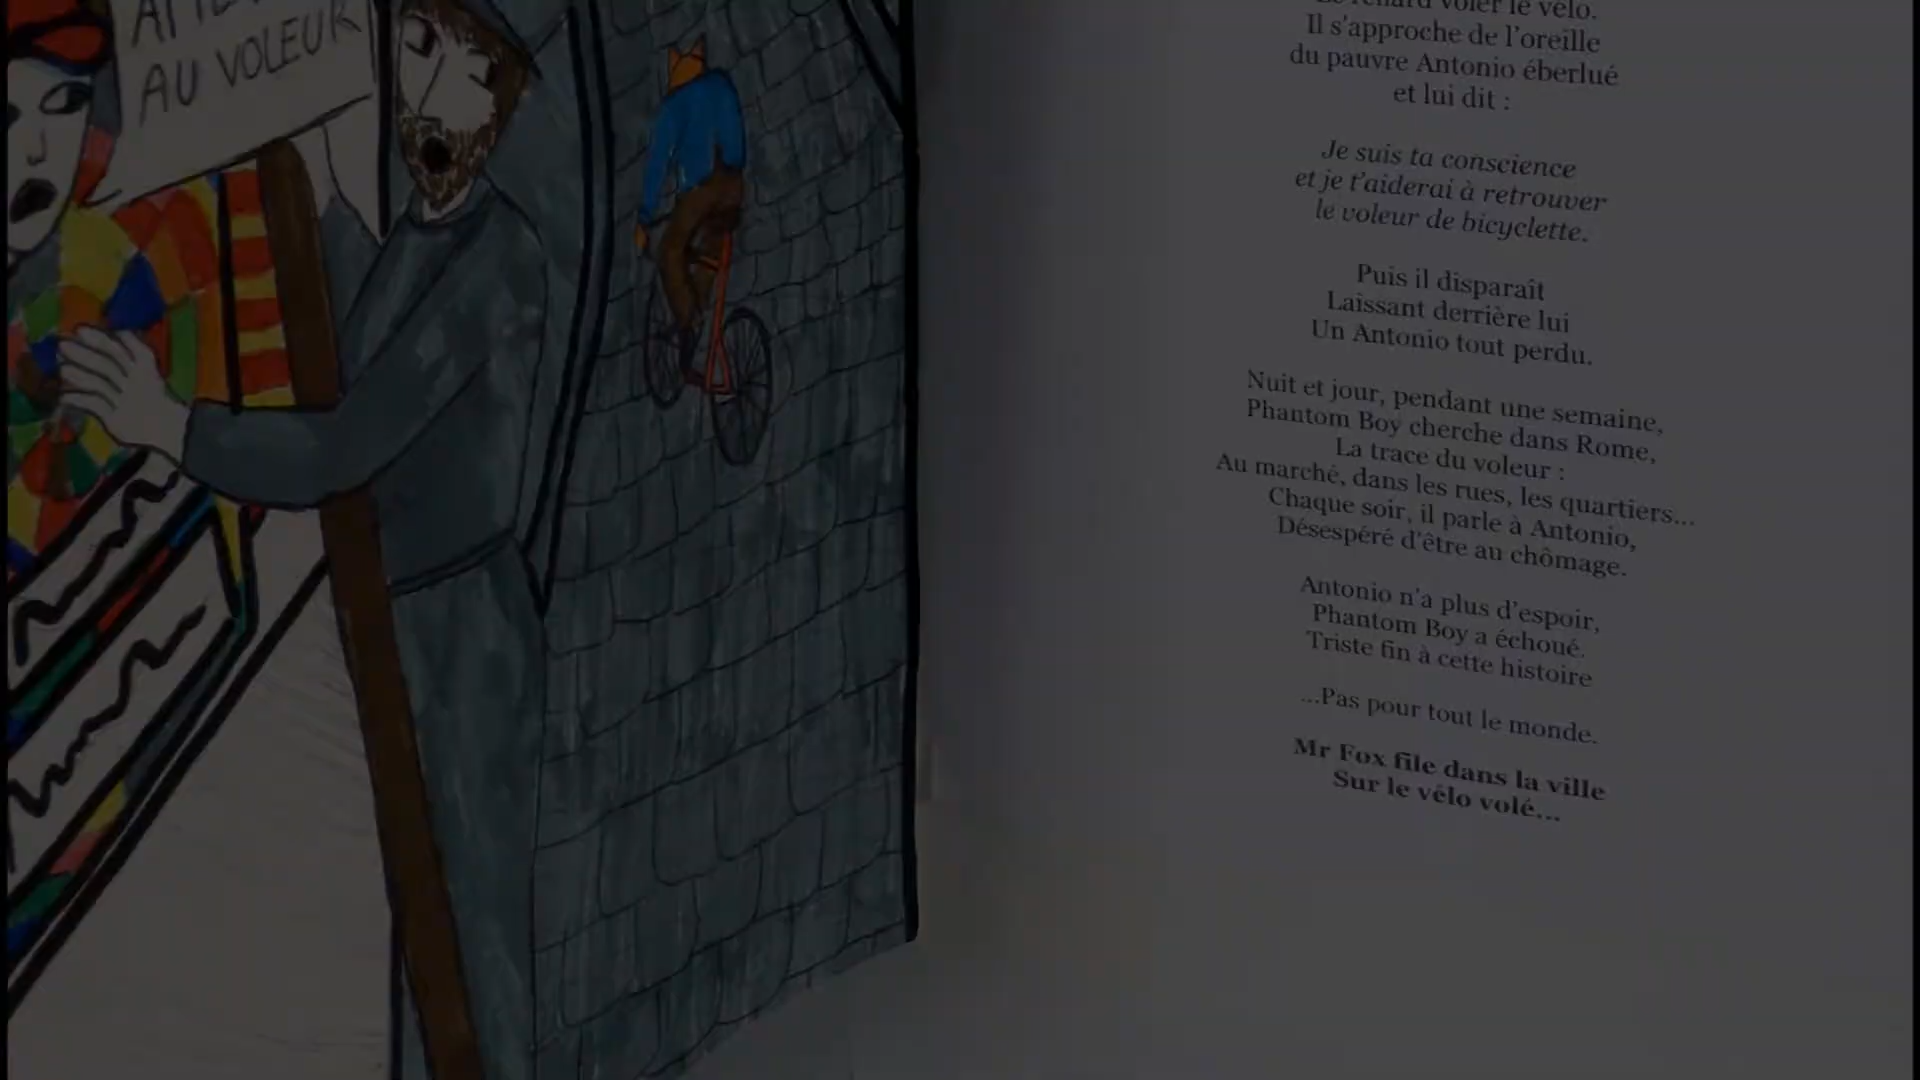 AU VOLEUR
voler le vélo.
Il s'approche de l'oreille
du pauvre Antonio éberlué
et lui dit :
Je suis ta conscience
et je t'aiderai à retrouver
le voleur de bicyclette.
Puis il disparaît
Laissant derrière lui
Un Antonio tout perdu.
Nuit et jour, pendant une semaine,
Phantom Boy cherche dans Rome,
La trace du voleur :
Au marché, dans les rues, les quartiers...
Chaque soir, il parle à Antonio,
Désespéré d'être au chômage.
Antonio n'a plus d'espoir,
Phantom Boy a échoué.
Triste fin à cette histoire
...Pas pour tout le monde.
Mr Fox file dans la ville
Sur le vélo volé...